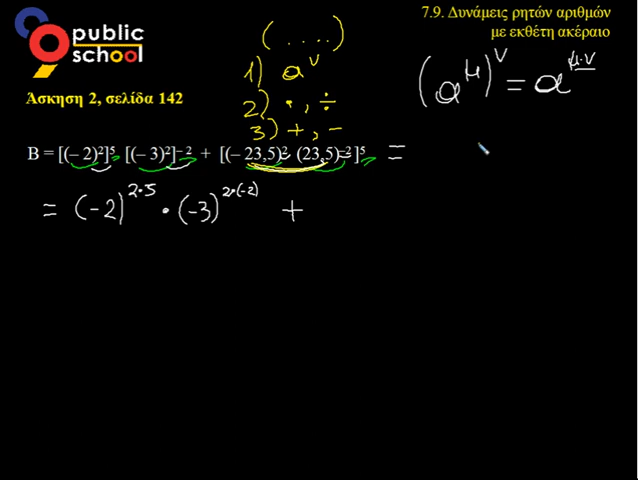 public
school
7.9. Δυνάμεις ρητών αριθμών
με εκθέτη ακέραιο
( .... )
1) α^ν
2) · , ÷
3) + , -
(α^μ)^ν = α^μ·ν
Άσκηση 2, σελίδα 142
Β = [(– 2)²]⁵ [(– 3)²]⁻² + [(– 23,5)² · (23,5)⁻²]⁵ =
= (-2)^2·5 · (-3)^2·(-2) +